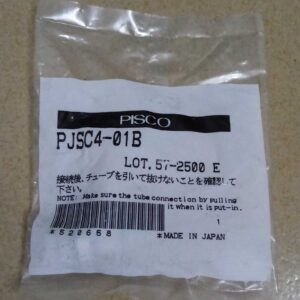 PISCO
PJSC4-01B
LOT.57-2500 E
接続後、チューブを引いて抜けないことを確認して
下さい。
NOTE: Make sure the tube connection by pulling
it when it is put-in.
1
*S20658
*MADE IN JAPAN